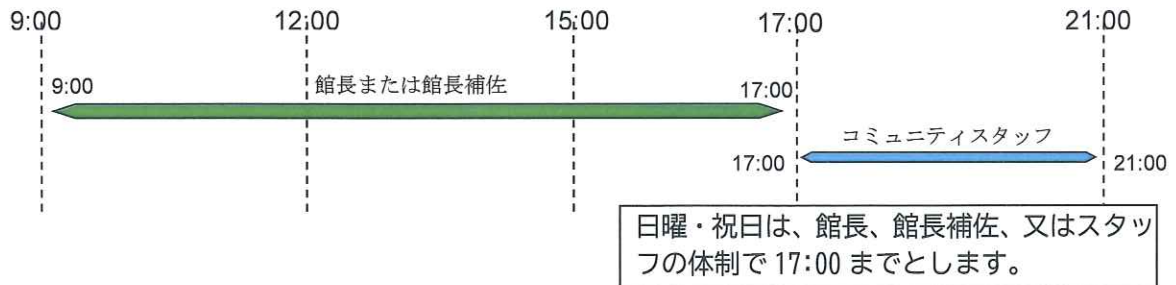 9:00 12:00 15:00 17:00 21:00
9:00 館長または館長補佐 17:00
コミュニティスタッフ
17:00 21:00
日曜・祝日は、館長、館長補佐、又はスタッ
フの体制で 17:00 までとします。